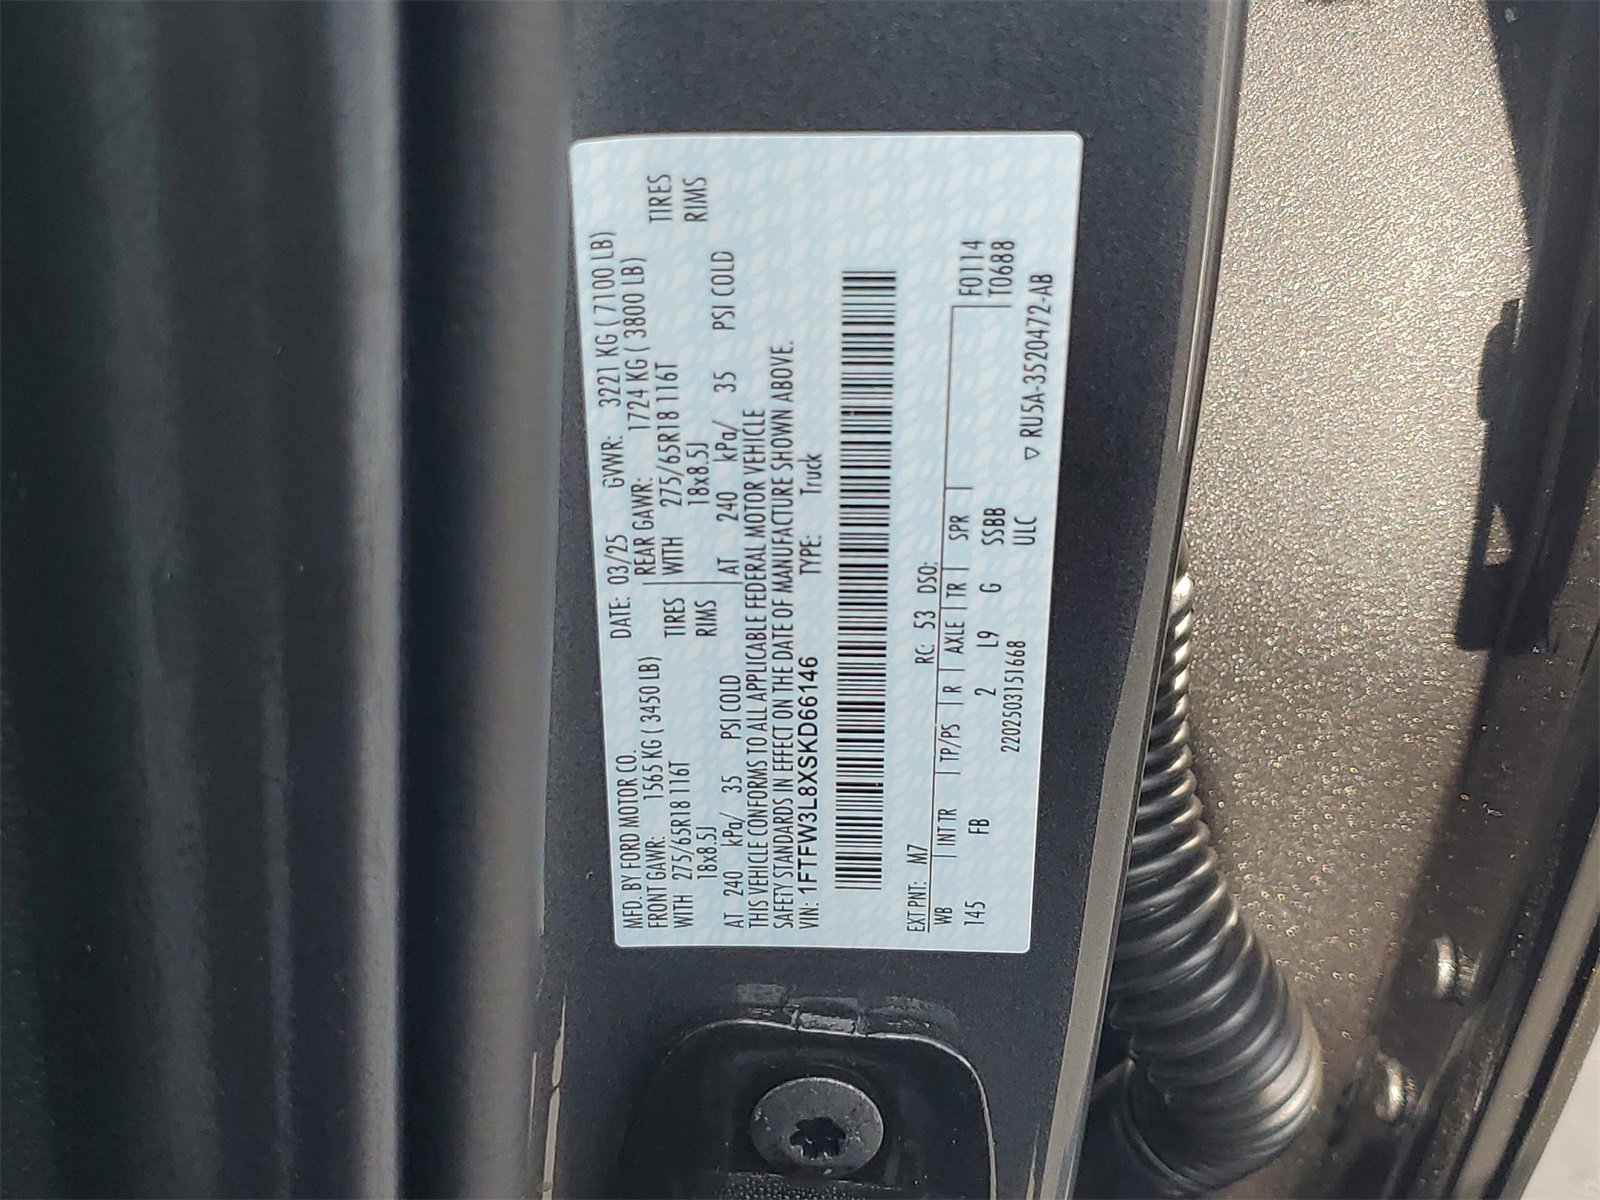 MFD. BY FORD MOTOR CO. DATE: 03/25 GVWR: 3221 KG ( 7100 LB)
FRONT GAWR: 1565 KG ( 3450 LB) REAR GAWR: 1724 KG ( 3800 LB)
WITH 275/65R18 116T TIRES WITH 275/65R18 116T TIRES
18x8.5J RIMS 18x8.5J RIMS
AT 240 kPa/ 35 PSI COLD AT 240 kPa/ 35 PSI COLD
THIS VEHICLE CONFORMS TO ALL APPLICABLE FEDERAL MOTOR VEHICLE
SAFETY STANDARDS IN EFFECT ON THE DATE OF MANUFACTURE SHOWN ABOVE.
VIN: 1FTFW3L8XSKD66146 TYPE: Truck
EXT PNT: M7 RC: 53 DSO:
WB INT TR TP/PS R AXLE TR SPR F0114
145 FB 2 L9 G SSBB T0688
2202503151668 ULC ▽ RU5A-3520472-AB